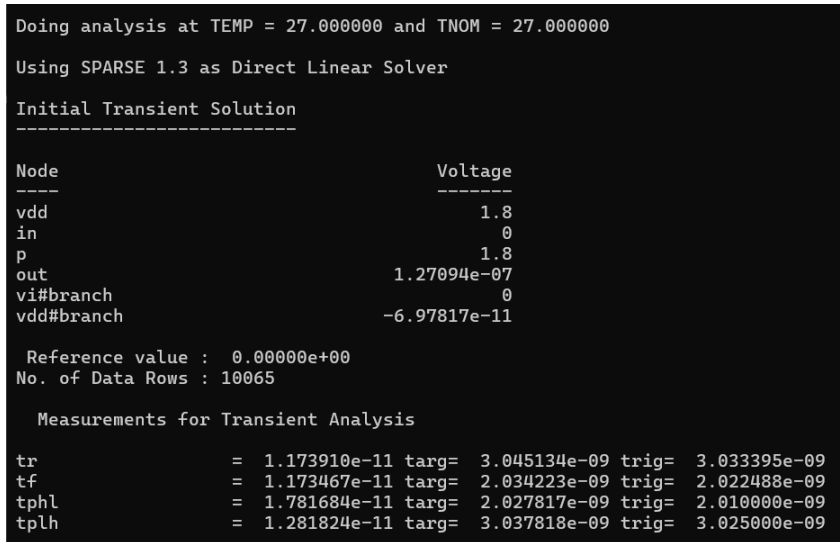 Doing analysis at TEMP = 27.000000 and TNOM = 27.000000
Using SPARSE 1.3 as Direct Linear Solver
Initial Transient Solution
--------------------------
Node Voltage
---- -------
vdd 1.8
in 0
p 1.8
out 1.27094e-07
vi#branch 0
vdd#branch -6.97817e-11
Reference value : 0.00000e+00
No. of Data Rows : 10065
Measurements for Transient Analysis
tr = 1.173910e-11 targ= 3.045134e-09 trig= 3.033395e-09
tf = 1.173467e-11 targ= 2.034223e-09 trig= 2.022488e-09
tphl = 1.781684e-11 targ= 2.027817e-09 trig= 2.010000e-09
tplh = 1.281824e-11 targ= 3.037818e-09 trig= 3.025000e-09